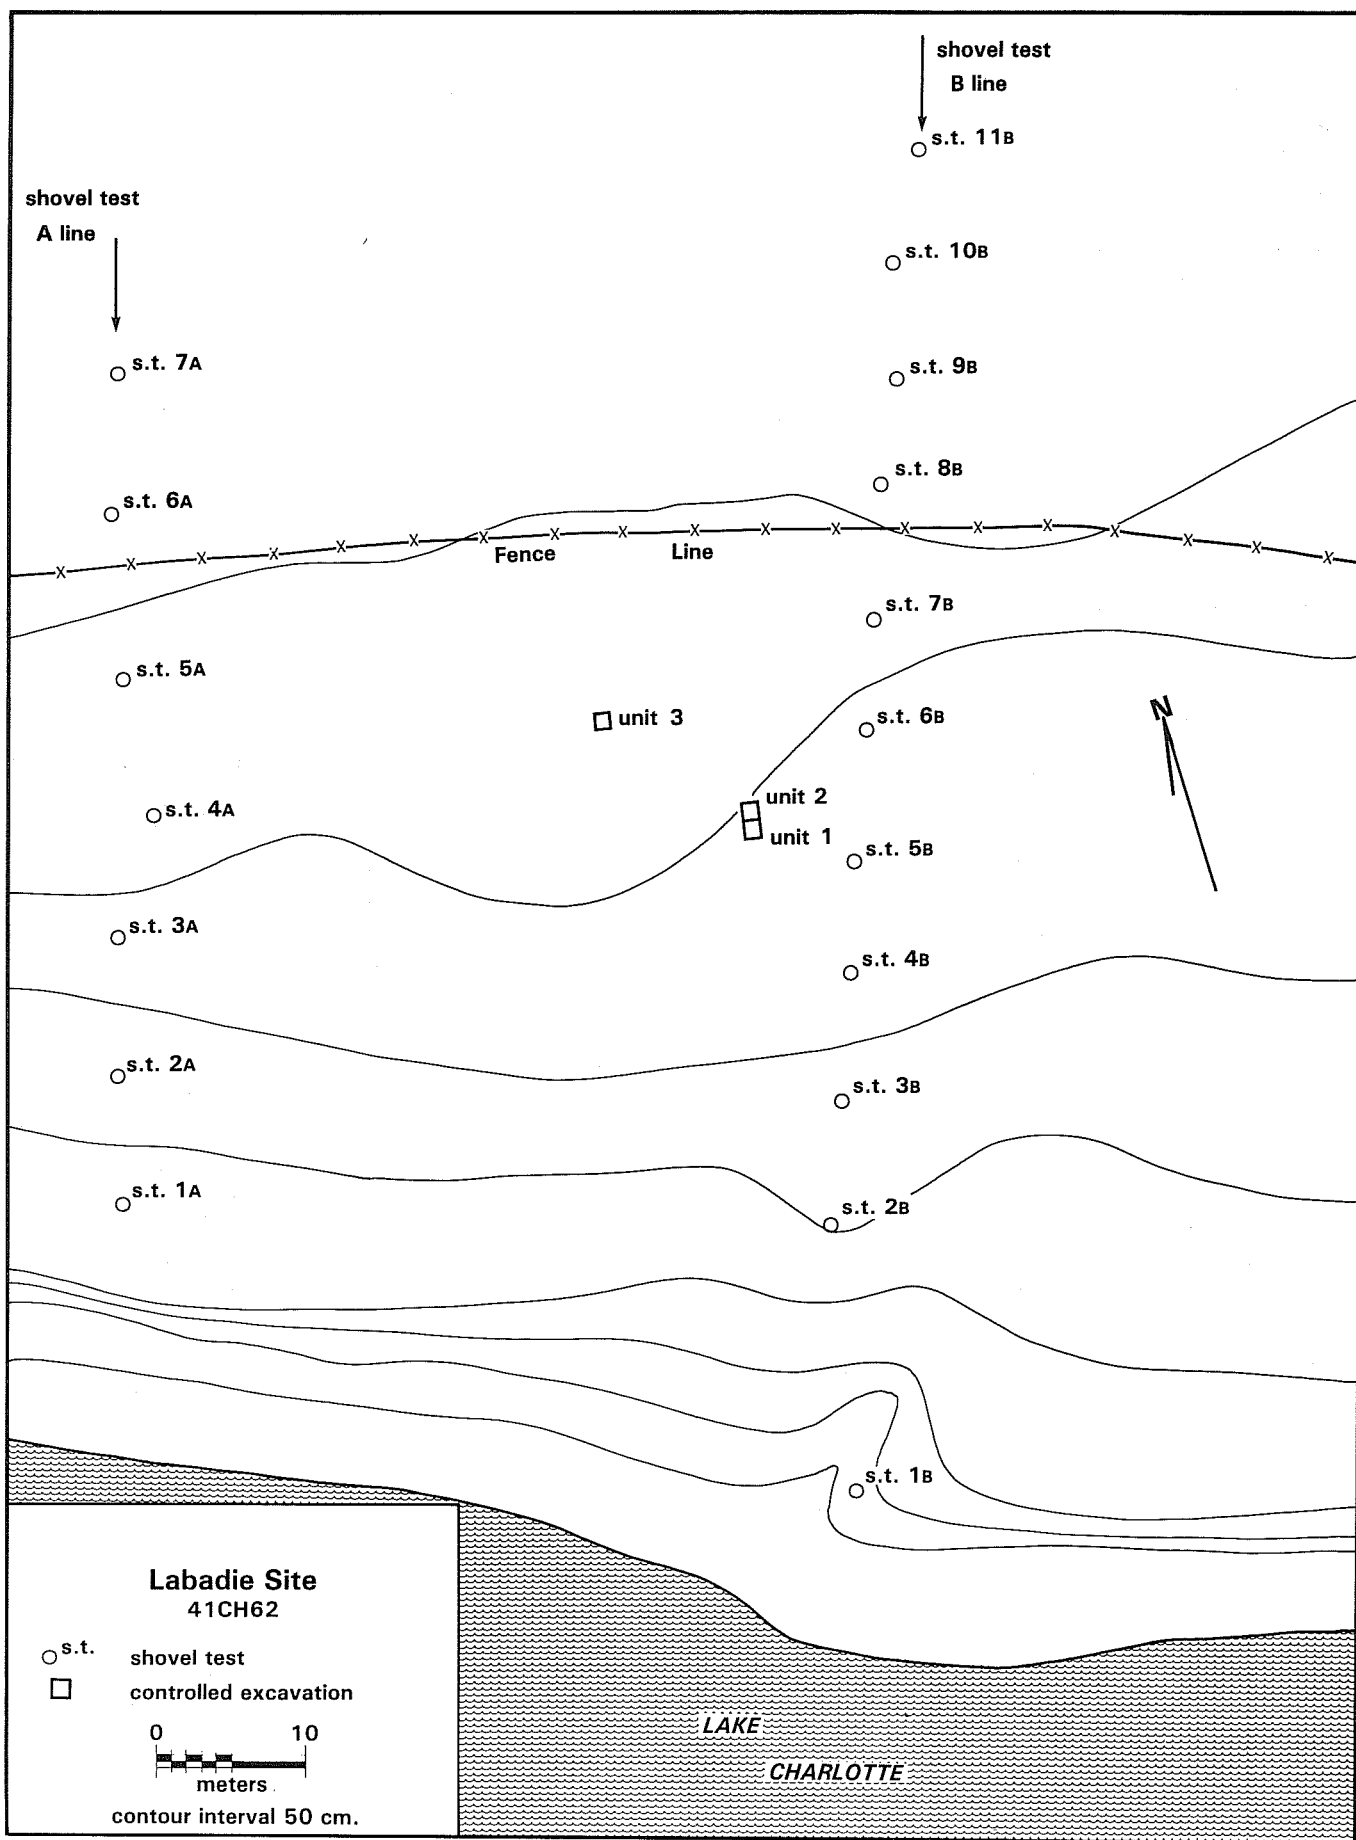 shovel test
B line
s.t. 11B
shovel test
A line
s.t. 10B
s.t. 7A
s.t. 9B
s.t. 8B
s.t. 6A
X X X X X X X X X X X X X X X X X X X
Fence Line
s.t. 7B
s.t. 5A
unit 3
s.t. 6B
N
unit 2
s.t. 4A
unit 1
s.t. 5B
s.t. 3A
s.t. 4B
s.t. 2A
s.t. 3B
s.t. 1A
s.t. 2B
s.t. 1B
Labadie Site
41CH62
s.t.
shovel test
controlled excavation
0 10
meters
contour interval 50 cm.
LAKE
CHARLOTTE